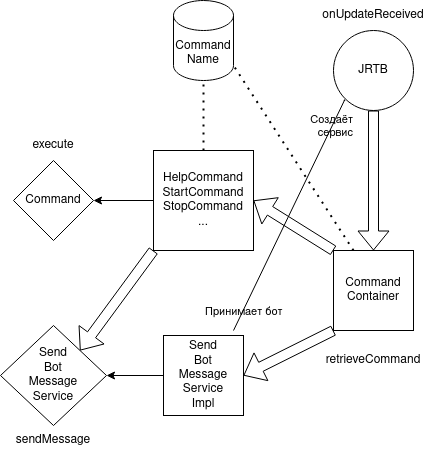 onUpdateReceived
Command
Name
JRTB
Создаёт
сервис
execute
HelpCommand
StartCommand
StopCommand
...
Command
Command
Container
Принимает бот
Send
Bot
Message
Service
Send
Bot
Message
Service
Impl
retrieveCommand
sendMessage